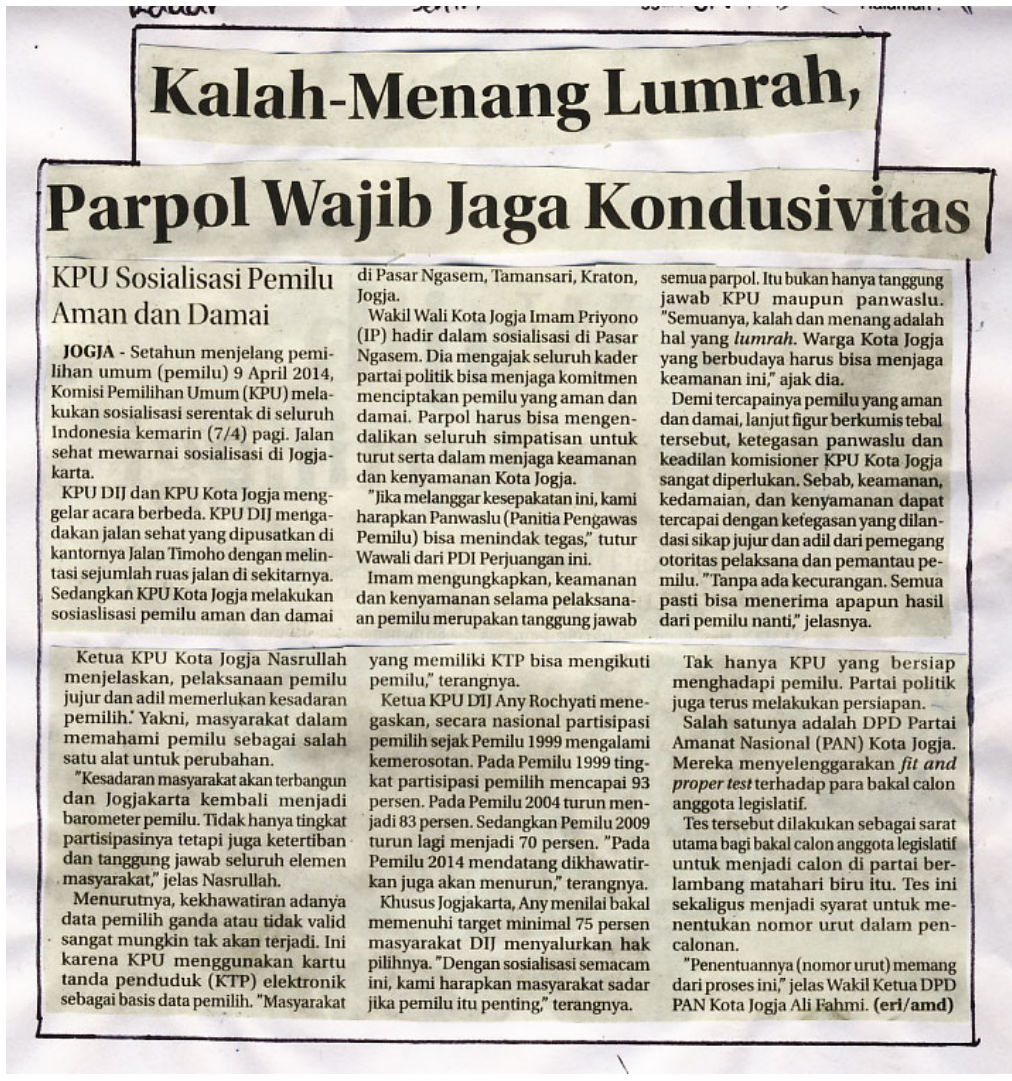 Kalah-Menang Lumrah,
Parpol Wajib Jaga Kondusivitas
KPU Sosialisasi Pemilu
Aman dan Damai
JOGJA - Setahun menjelang pemi-
lihan umum (pemilu) 9 April 2014,
Komisi Pemilihan Umum (KPU) mela-
kukan sosialisasi serentak di seluruh
Indonesia kemarin (7/4) pagi. Jalan
sehat mewarnai sosialisasi di Jogja-
karta.
KPU DIJ dan KPU Kota Jogja meng-
gelar acara berbeda. KPU DIJ menga-
dakan jalan sehat yang dipusatkan di
kantornya Jalan Timoho dengan melin-
tasi sejumlah ruas jalan di sekitarnya.
Sedangkan KPU Kota Jogja melakukan
sosiaslisasi pemilu aman dan damai
di Pasar Ngasem, Tamansari, Kraton,
Jogja.
Wakil Wali Kota Jogja Imam Priyono
(IP) hadir dalam sosialisasi di Pasar
Ngasem. Dia mengajak seluruh kader
partai politik bisa menjaga komitmen
menciptakan pemilu yang aman dan
damai. Parpol harus bisa mengen-
dalikan seluruh simpatisan untuk
turut serta dalam menjaga keamanan
dan kenyamanan Kota Jogja.
"Jika melanggar kesepakatan ini, kami
harapkan Panwaslu (Panitia Pengawas
Pemilu) bisa menindak tegas," tutur
Wawali dari PDI Perjuangan ini.
Imam mengungkapkan, keamanan
dan kenyamanan selama pelaksana-
an pemilu merupakan tanggung jawab
semua parpol. Itu bukan hanya tanggung
jawab KPU maupun panwaslu.
"Semuanya, kalah dan menang adalah
hal yang lumrah. Warga Kota Jogja
yang berbudaya harus bisa menjaga
keamanan ini," ajak dia.
Demi tercapainya pemilu yang aman
dan damai, lanjut figur berkumis tebal
tersebut, ketegasan panwaslu dan
keadilan komisioner KPU Kota Jogja
sangat diperlukan. Sebab, keamanan,
kedamaian, dan kenyamanan dapat
tercapai dengan ketegasan yang dilan-
dasi sikap jujur dan adil dari pemegang
otoritas pelaksana dan pemantau pe-
milu. "Tanpa ada kecurangan. Semua
pasti bisa menerima apapun hasil
dari pemilu nanti," jelasnya.
Ketua KPU Kota Jogja Nasrullah
menjelaskan, pelaksanaan pemilu
jujur dan adil memerlukan kesadaran
pemilih. Yakni, masyarakat dalam
memahami pemilu sebagai salah
satu alat untuk perubahan.
"Kesadaran masyarakat akan terbangun
dan Jogjakarta kembali menjadi
barometer pemilu. Tidak hanya tingkat
partisipasinya tetapi juga ketertiban
dan tanggung jawab seluruh elemen
masyarakat," jelas Nasrullah.
Menurutnya, kekhawatiran adanya
data pemilih ganda atau tidak valid
sangat mungkin tak akan terjadi. Ini
karena KPU menggunakan kartu
tanda penduduk (KTP) elektronik
sebagai basis data pemilih. "Masyarakat
yang memiliki KTP bisa mengikuti
pemilu," terangnya.
Ketua KPU DIJ Any Rochyati mene-
gaskan, secara nasional partisipasi
pemilih sejak Pemilu 1999 mengalami
kemerosotan. Pada Pemilu 1999 ting-
kat partisipasi pemilih mencapai 93
persen. Pada Pemilu 2004 turun men-
jadi 83 persen. Sedangkan Pemilu 2009
turun lagi menjadi 70 persen. "Pada
Pemilu 2014 mendatang dikhawatir-
kan juga akan menurun," terangnya.
Khusus Jogjakarta, Any menilai bakal
memenuhi target minimal 75 persen
masyarakat DIJ menyalurkan hak
pilihnya. "Dengan sosialisasi semacam
ini, kami harapkan masyarakat sadar
jika pemilu itu penting," terangnya.
Tak hanya KPU yang bersiap
menghadapi pemilu. Partai politik
juga terus melakukan persiapan.
Salah satunya adalah DPD Partai
Amanat Nasional (PAN) Kota Jogja.
Mereka menyelenggarakan fit and
proper test terhadap para bakal calon
anggota legislatif.
Tes tersebut dilakukan sebagai sarat
utama bagi bakal calon anggota legislatif
untuk menjadi calon di partai ber-
lambang matahari biru itu. Tes ini
sekaligus menjadi syarat untuk me-
nentukan nomor urut dalam pen-
calonan.
"Penentuannya (nomor urut) memang
dari proses ini," jelas Wakil Ketua DPD
PAN Kota Jogja Ali Fahmi. (eri/amd)